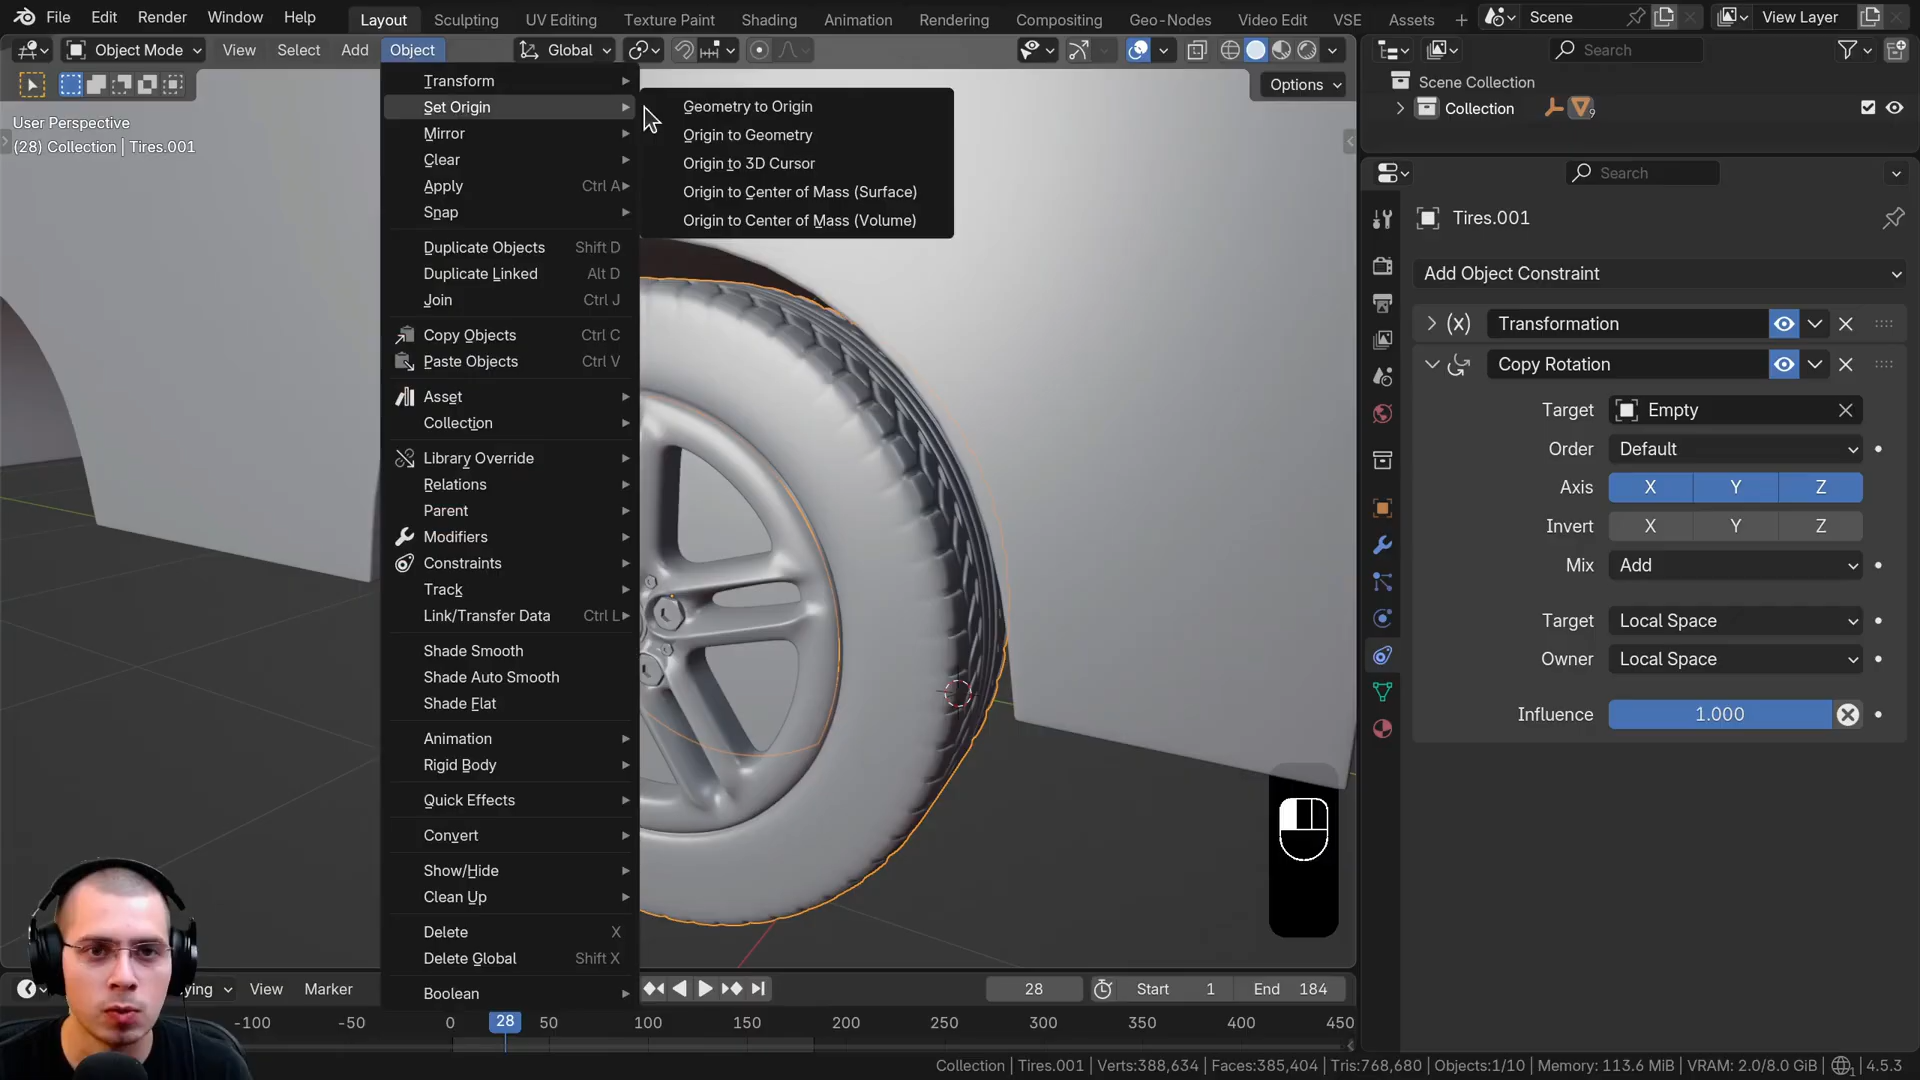 File Edit Render Window Help Layout Sculpting UV Editing Texture Paint Shading Animation Rendering Compositing Geo-Nodes Video Edit VSE Assets + Scene View Layer
Object Mode View Select Add Object Global Search
Options
User Perspective
(28) Collection | Tires.001
Transform
Set Origin
Mirror
Clear
Apply Ctrl A
Snap
Duplicate Objects Shift D
Duplicate Linked Alt D
Join Ctrl J
Copy Objects Ctrl C
Paste Objects Ctrl V
Asset
Collection
Library Override
Relations
Parent
Modifiers
Constraints
Track
Link/Transfer Data Ctrl L
Shade Smooth
Shade Auto Smooth
Shade Flat
Animation
Rigid Body
Quick Effects
Convert
Show/Hide
Clean Up
Delete X
Delete Global Shift X
Boolean
Geometry to Origin
Origin to Geometry
Origin to 3D Cursor
Origin to Center of Mass (Surface)
Origin to Center of Mass (Volume)
Scene Collection
Collection 9
Search
Tires.001
Add Object Constraint
(x) Transformation
Copy Rotation
Target Empty
Order Default
Axis X Y Z
Invert X Y Z
Mix Add
Target Local Space
Owner Local Space
Influence 1.000
ying View Marker 28 Start 1 End 184
-100 -50 0 28 50 100 150 200 250 300 350 400 450
Collection | Tires.001 | Verts:388,634 | Faces:385,404 | Tris:768,680 | Objects:1/10 | Memory: 113.6 MiB | VRAM: 2.0/8.0 GiB | 4.5.3